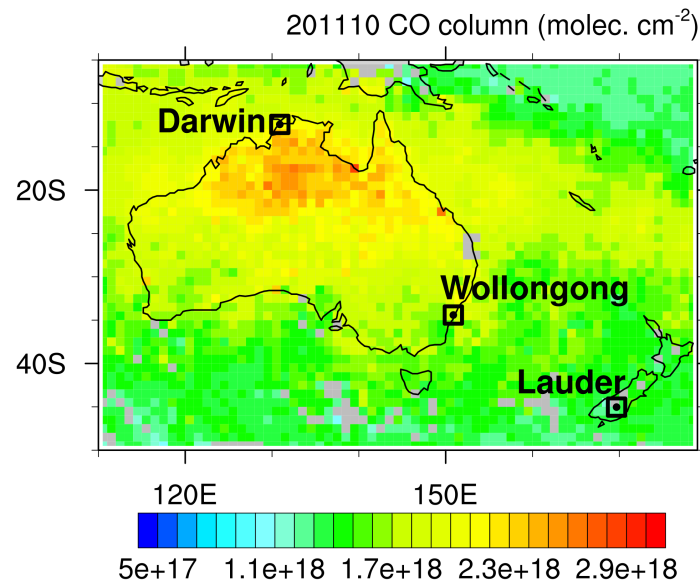 201110 CO column (molec. cm⁻²)
Darwin
20S
Wollongong
40S
Lauder
120E 150E
5e+17 1.1e+18 1.7e+18 2.3e+18 2.9e+18